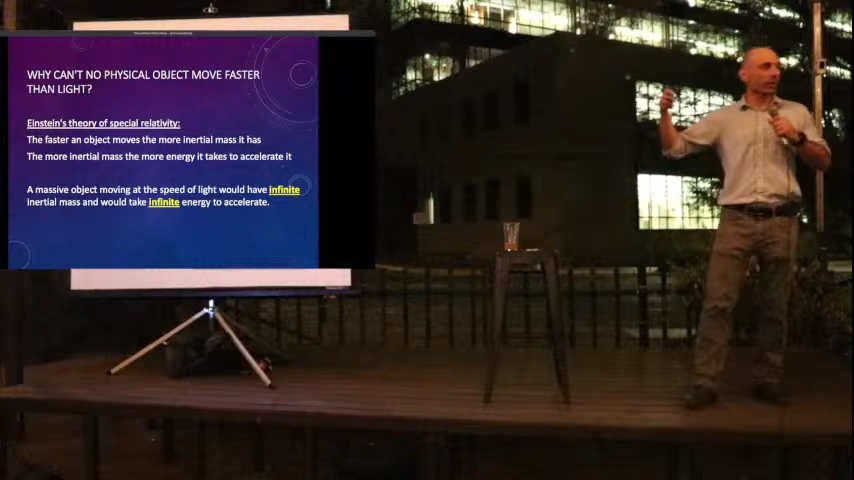 WHY CAN'T NO PHYSICAL OBJECT MOVE FASTER
THAN LIGHT?
Einstein's theory of special relativity:
The faster an object moves the more inertial mass it has
The more inertial mass the more energy it takes to accelerate it
A massive object moving at the speed of light would have infinite
inertial mass and would take infinite energy to accelerate.